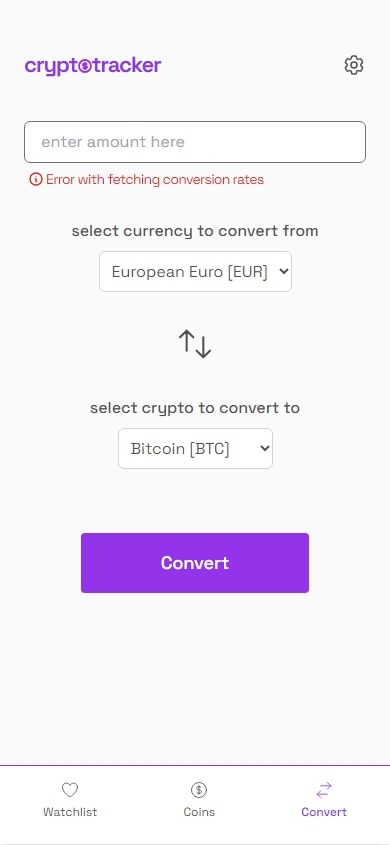 cryptotracker
enter amount here
Error with fetching conversion rates
select currency to convert from
European Euro [EUR]
select crypto to convert to
Bitcoin [BTC]
Convert
Watchlist
Coins
Convert